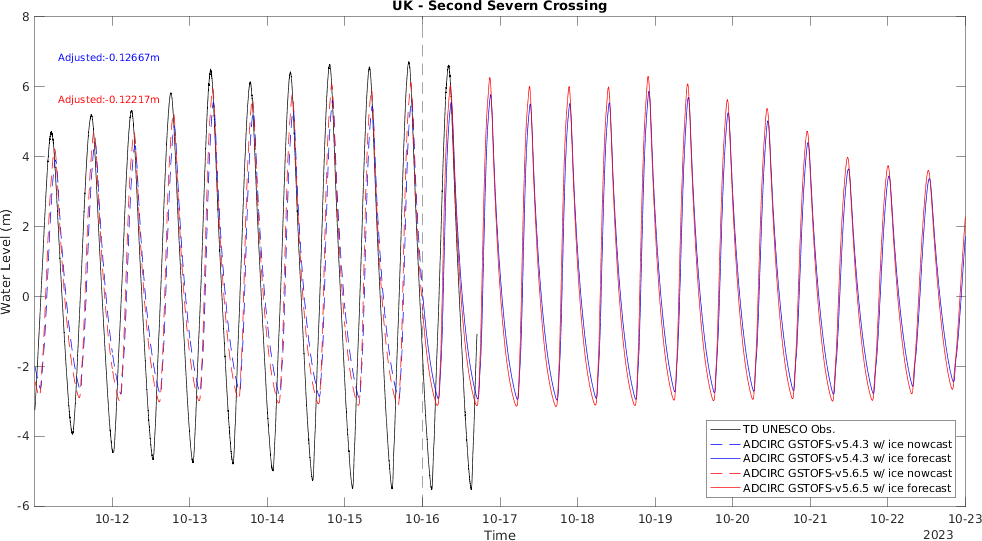 UK - Second Severn Crossing
8
6
4
2
0
-2
-4
-6
Water Level (m)
Adjusted:-0.12667m
Adjusted:-0.12217m
TD UNESCO Obs.
ADCIRC GSTOFS-v5.4.3 w/ ice nowcast
ADCIRC GSTOFS-v5.4.3 w/ ice forecast
ADCIRC GSTOFS-v5.6.5 w/ ice nowcast
ADCIRC GSTOFS-v5.6.5 w/ ice forecast
10-12 10-13 10-14 10-15 10-16 10-17 10-18 10-19 10-20 10-21 10-22 10-23
Time
2023